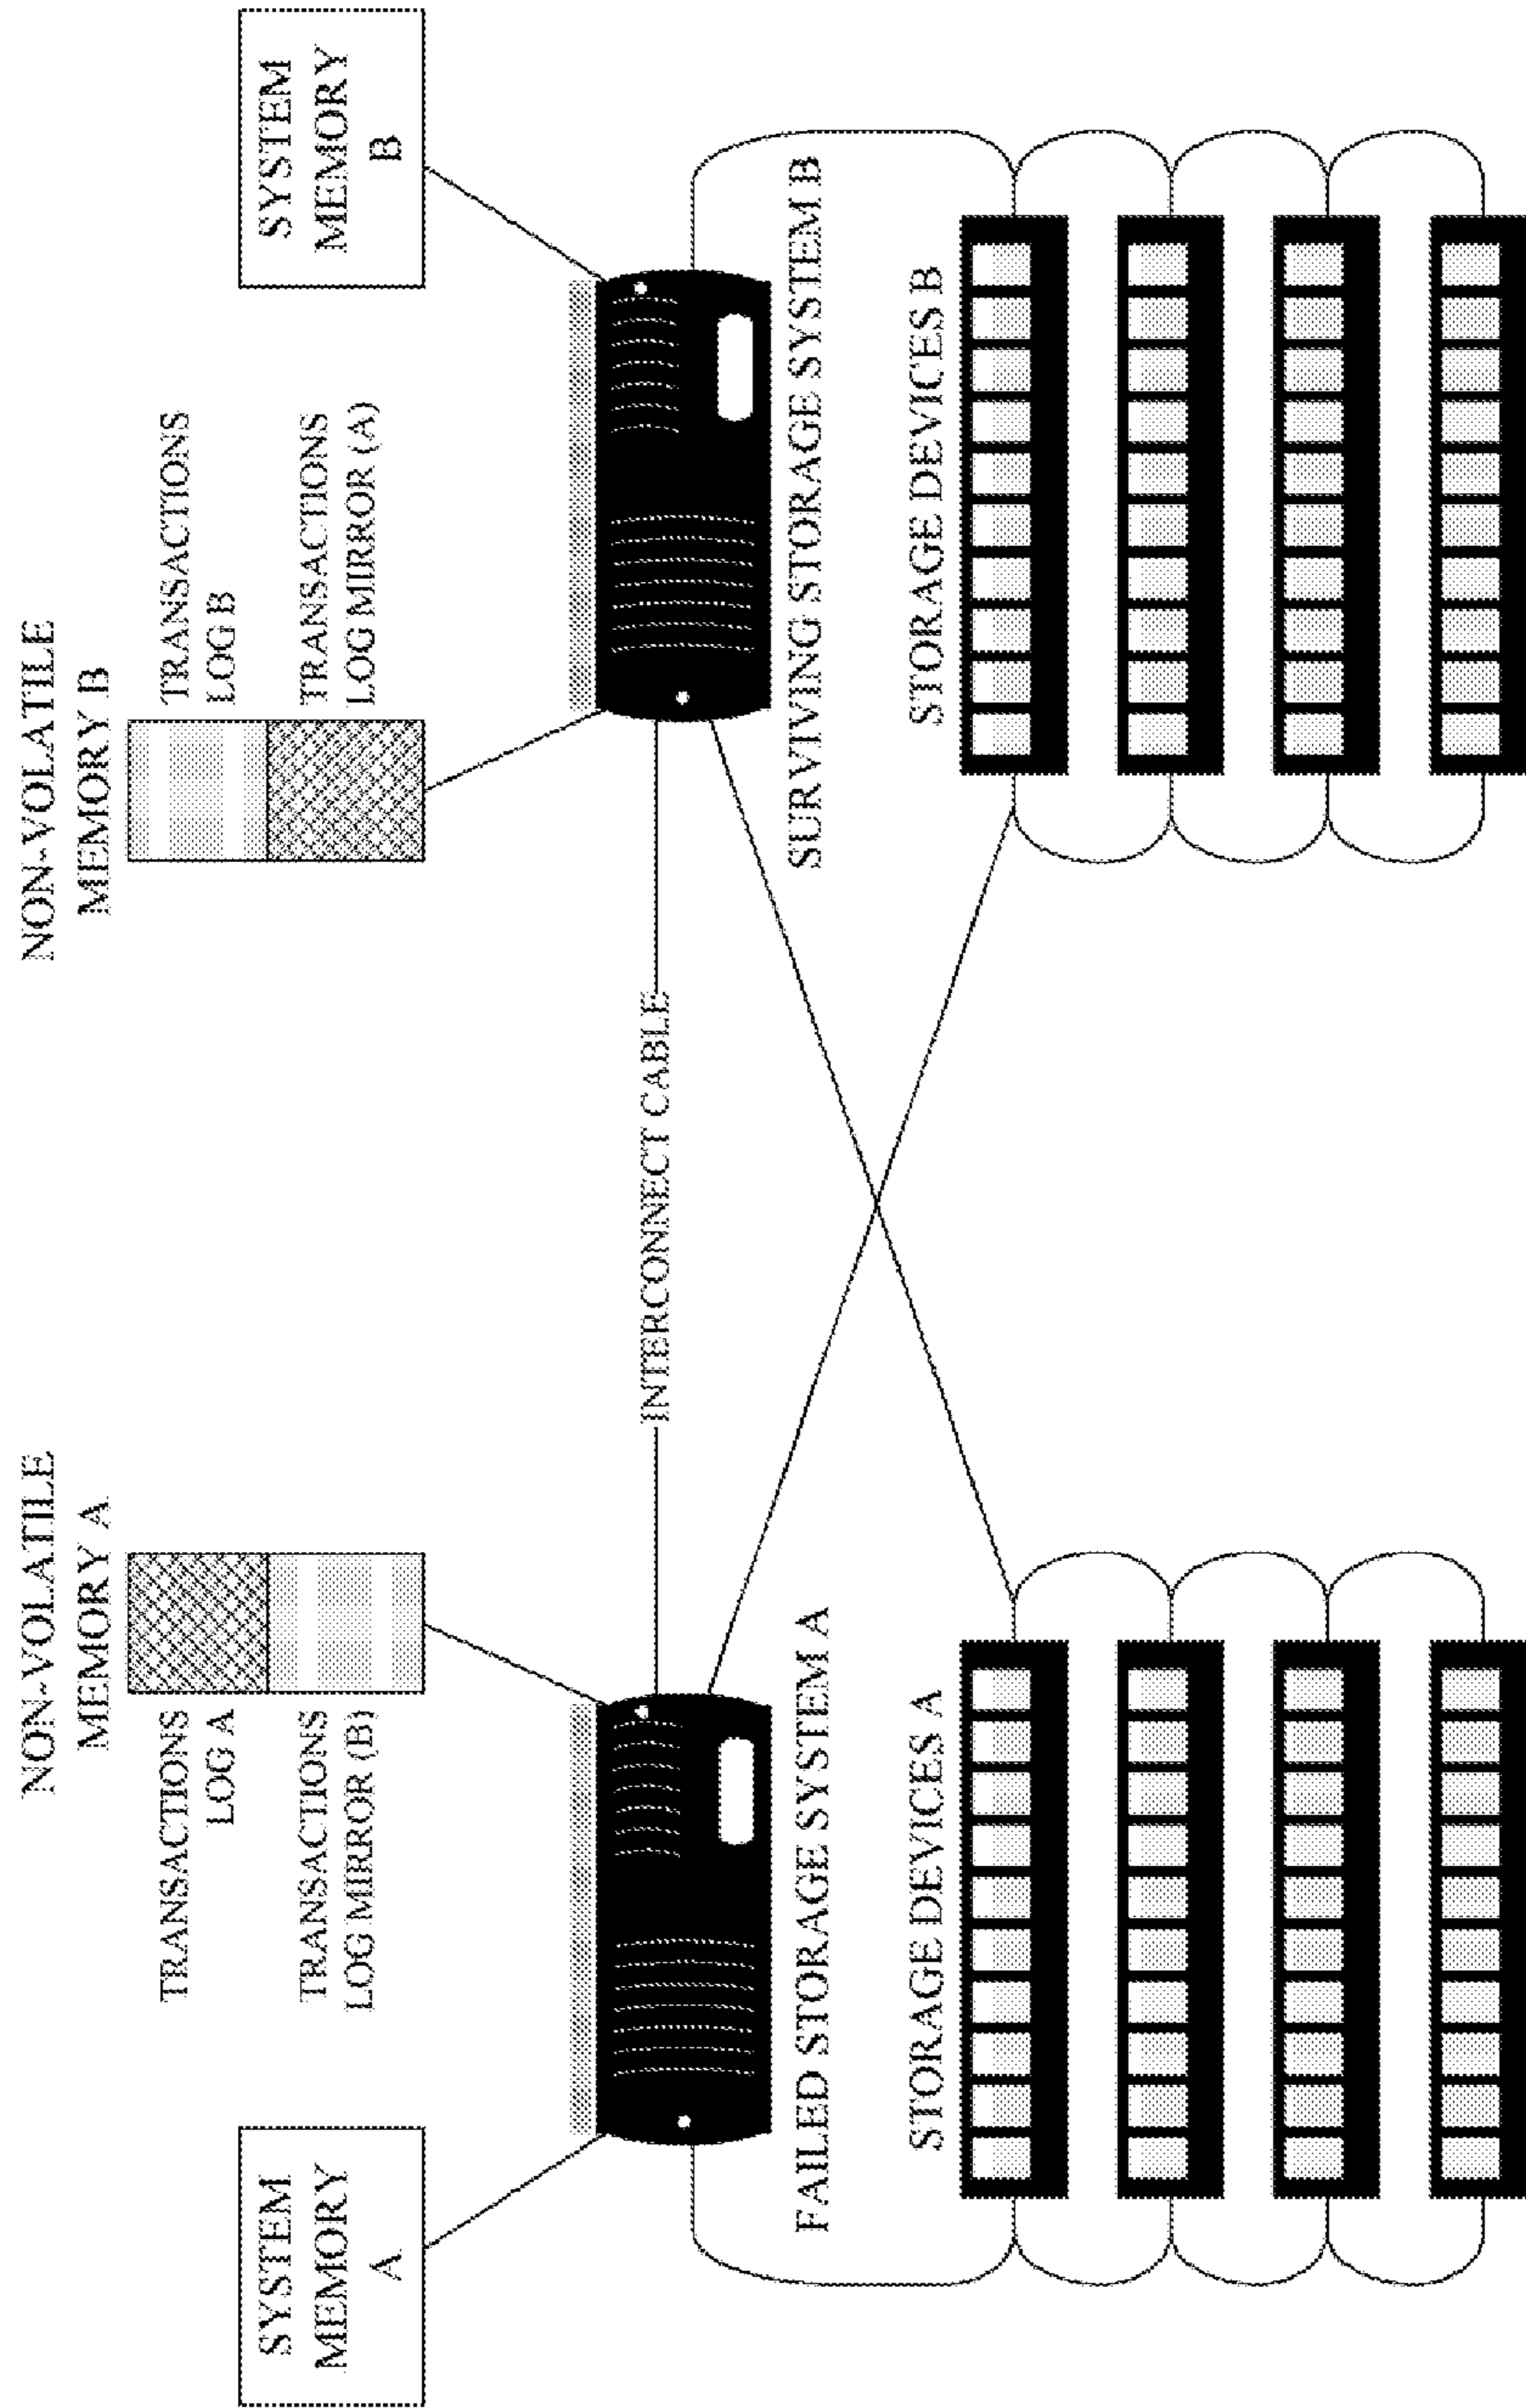 NON-VOLATILE
MEMORY A
TRANSACTIONS
LOG A
TRANSACTIONS
LOG MIRROR (B)
SYSTEM
MEMORY
A
NON-VOLATILE
MEMORY B
TRANSACTIONS
LOG B
TRANSACTIONS
LOG MIRROR (A)
SYSTEM
MEMORY
B
INTERCONNECT CABLE
FAILED STORAGE SYSTEM A
SURVIVING STORAGE SYSTEM B
STORAGE DEVICES A
STORAGE DEVICES B